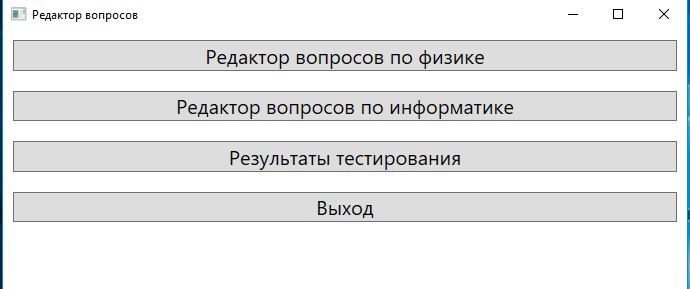 Редактор вопросов
Редактор вопросов по физике
Редактор вопросов по информатике
Результаты тестирования
Выход